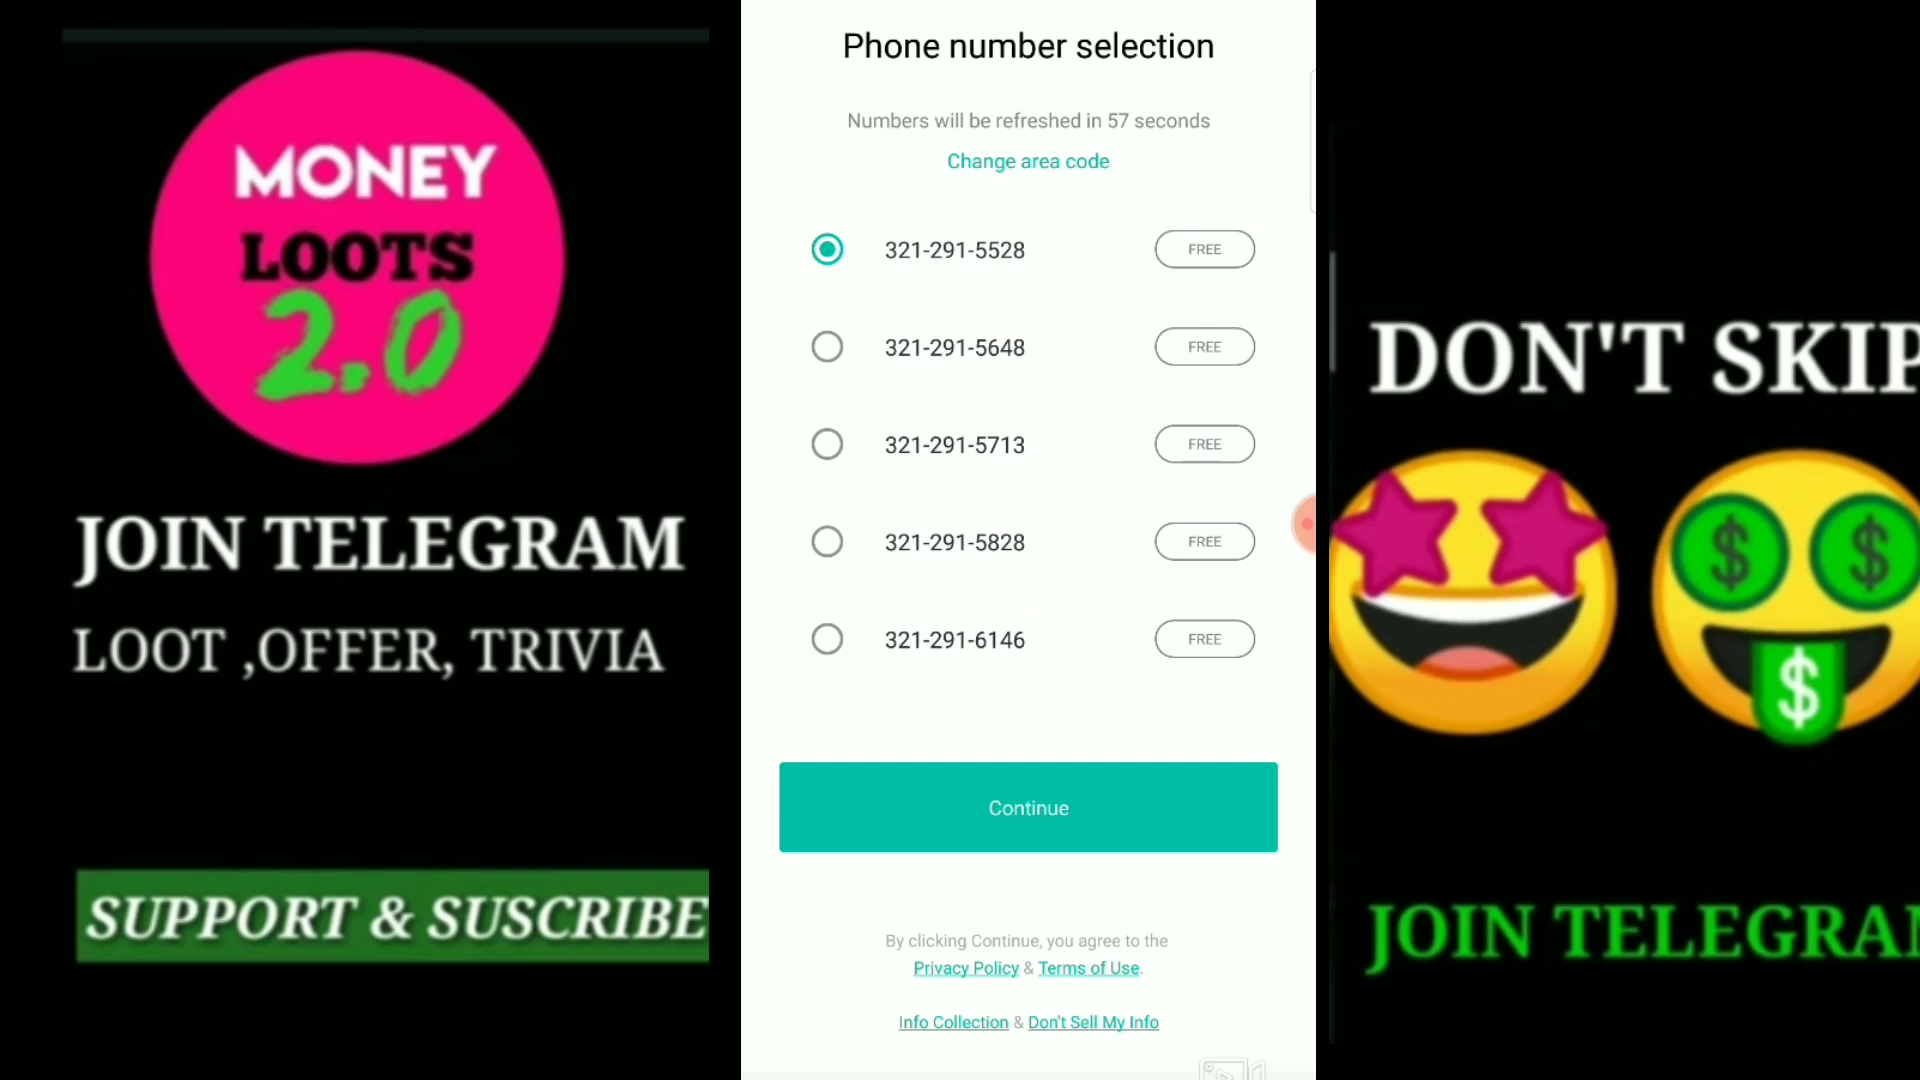 MONEY
LOOTS
2.0
JOIN TELEGRAM
LOOT ,OFFER, TRIVIA
SUPPORT & SUSCRIBE
Phone number selection
Numbers will be refreshed in 57 seconds
Change area code
321-291-5528 FREE
321-291-5648 FREE
321-291-5713 FREE
321-291-5828 FREE
321-291-6146 FREE
Continue
By clicking Continue, you agree to the
Privacy Policy & Terms of Use.
Info Collection & Don't Sell My Info
DON'T SKIP
$ $
$
JOIN TELEGRAM